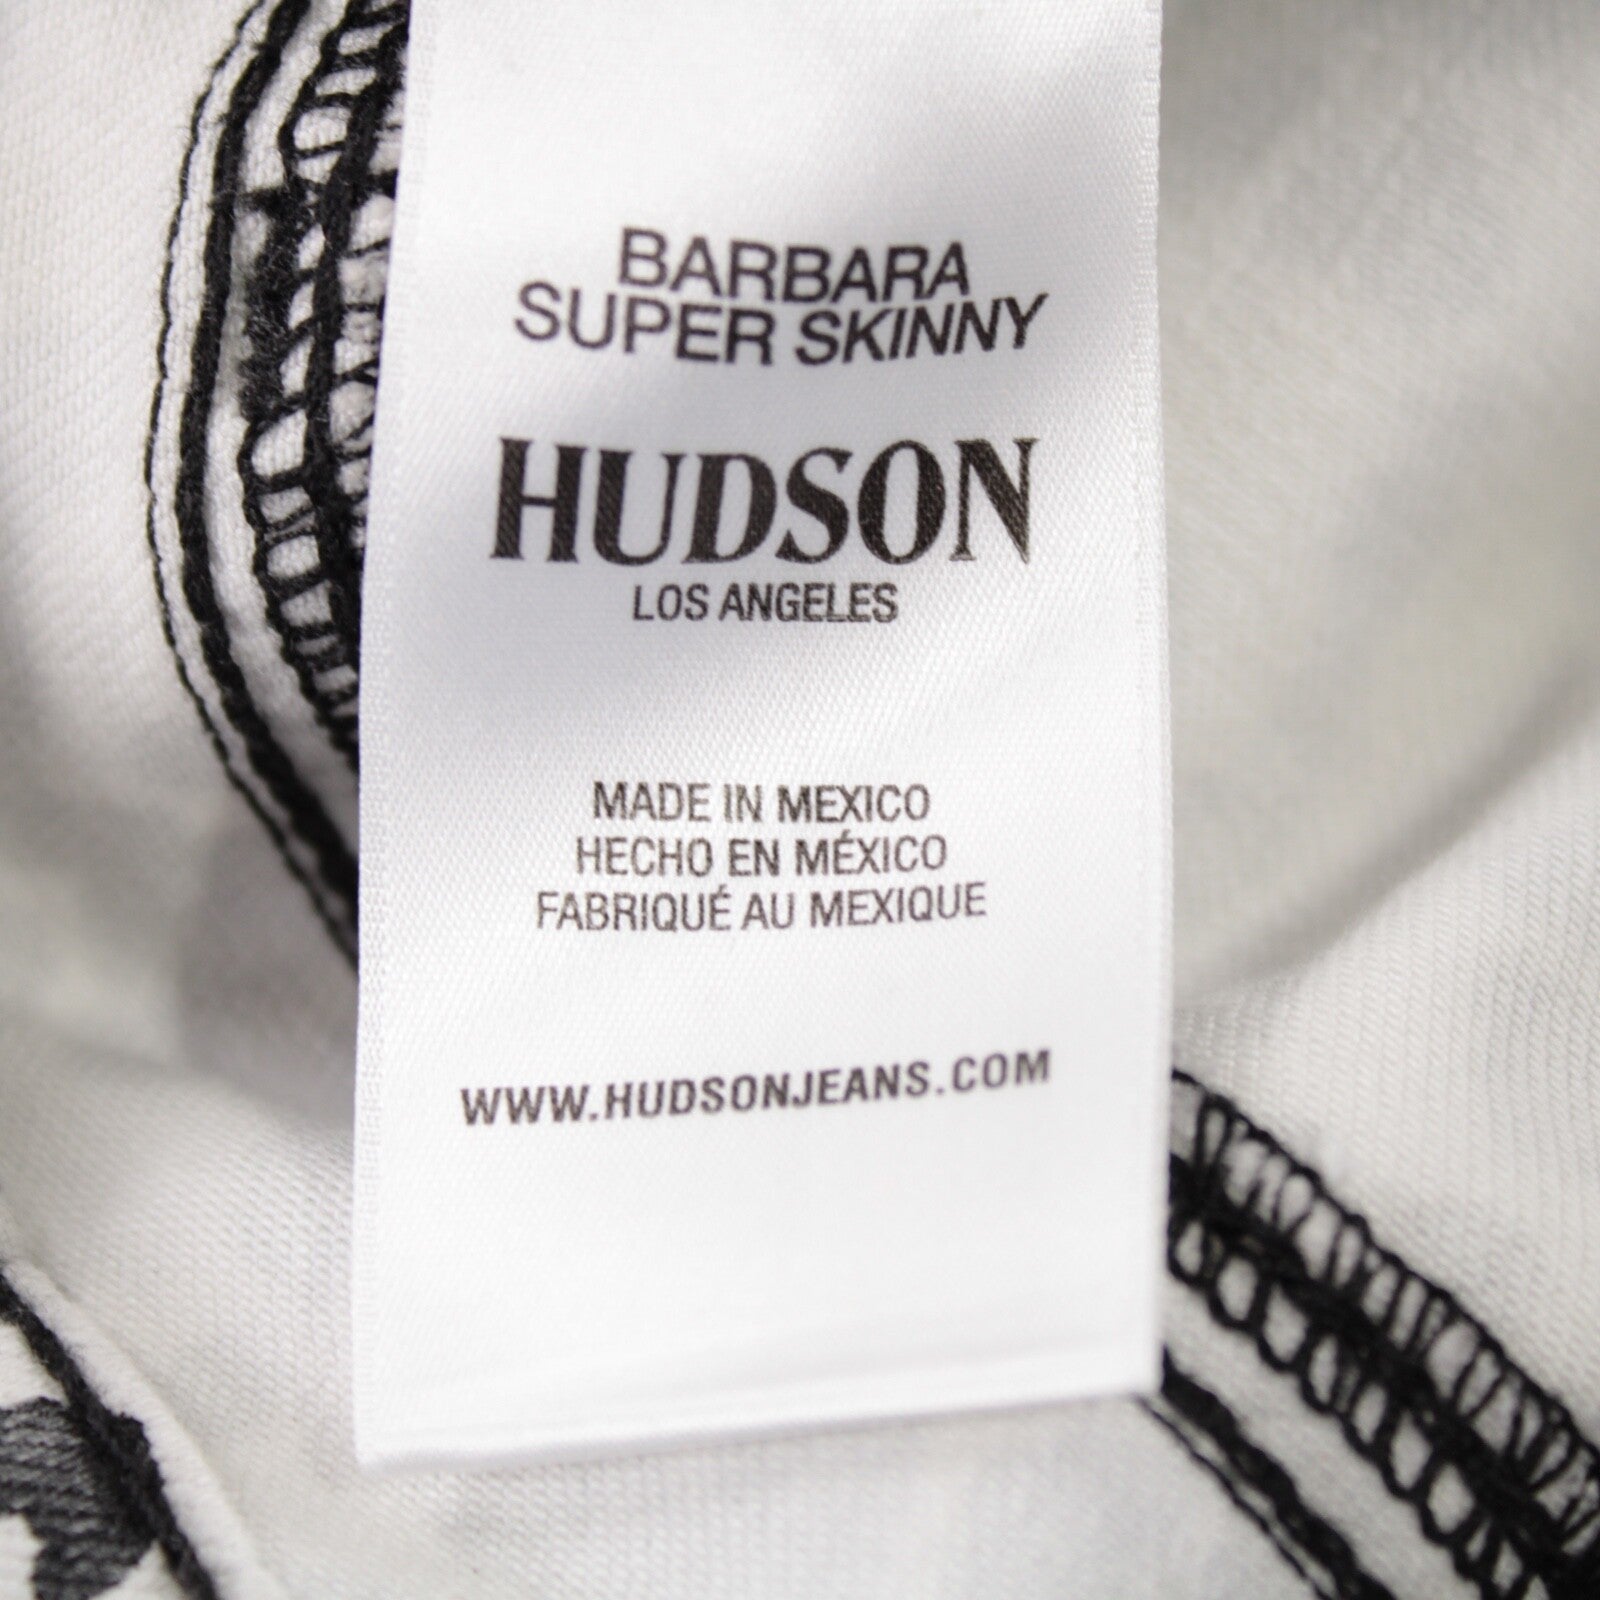 BARBARA
SUPER SKINNY
HUDSON
LOS ANGELES
MADE IN MEXICO
HECHO EN MÉXICO
FABRIQUÉ AU MEXIQUE
WWW.HUDSONJEANS.COM